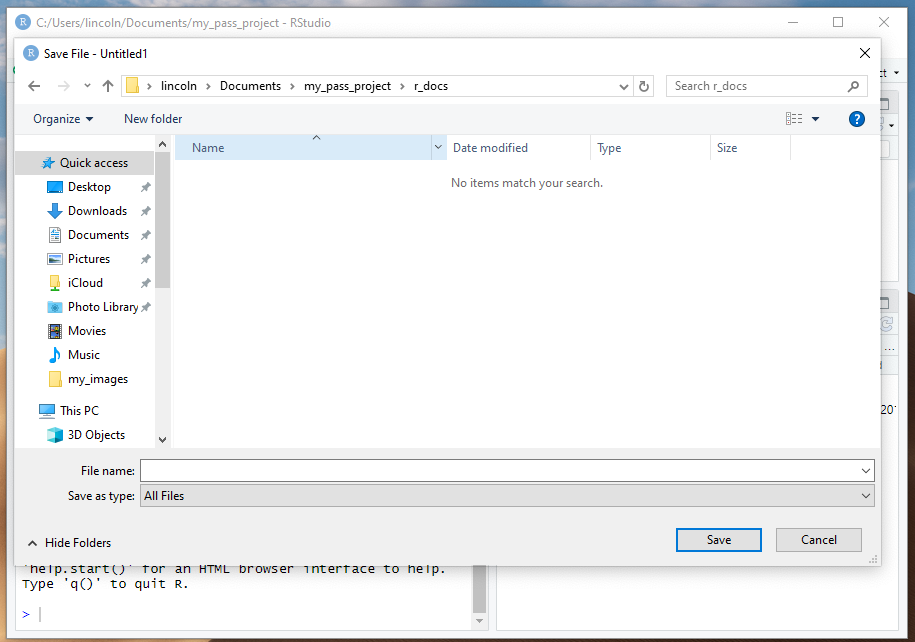 R C:/Users/lincoln/Documents/my_pass_project - RStudio
R Save File - Untitled1
lincoln Documents my_pass_project r_docs
Search r_docs
Organize New folder
?
Name Date modified Type Size
No items match your search.
Quick access
Desktop
Downloads
Documents
Pictures
iCloud
Photo Library
Movies
Music
my_images
This PC
3D Objects
File name:
Save as type: All Files
Hide Folders
Save Cancel
'help.start()' for an HTML browser interface to help.
Type 'q()' to quit R.
>